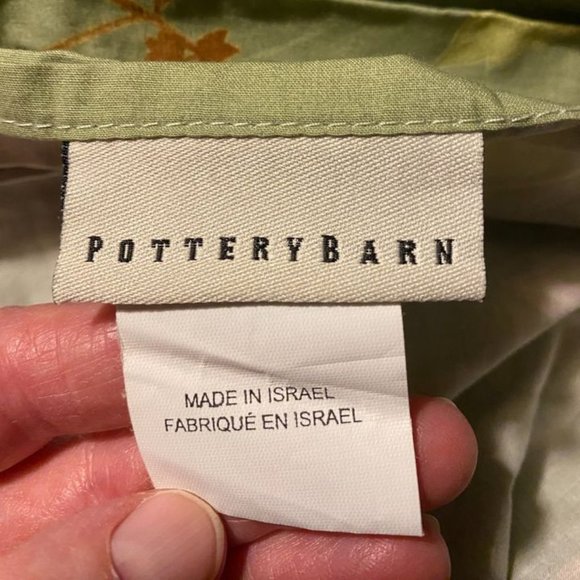 POTTERYBARN
MADE IN ISRAEL
FABRIQUÉ EN ISRAEL